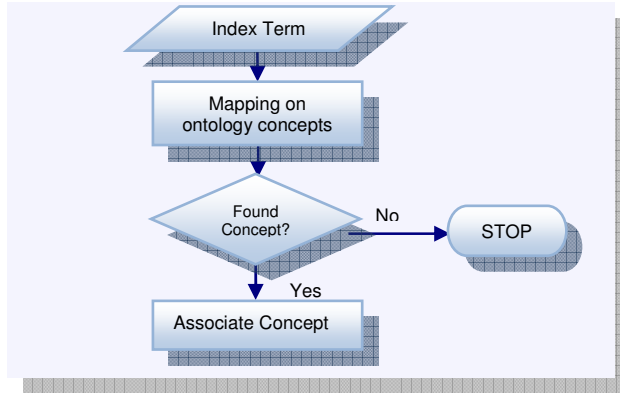 Index Term
Mapping on
ontology concepts
Found
Concept?
No
STOP
Yes
Associate Concept